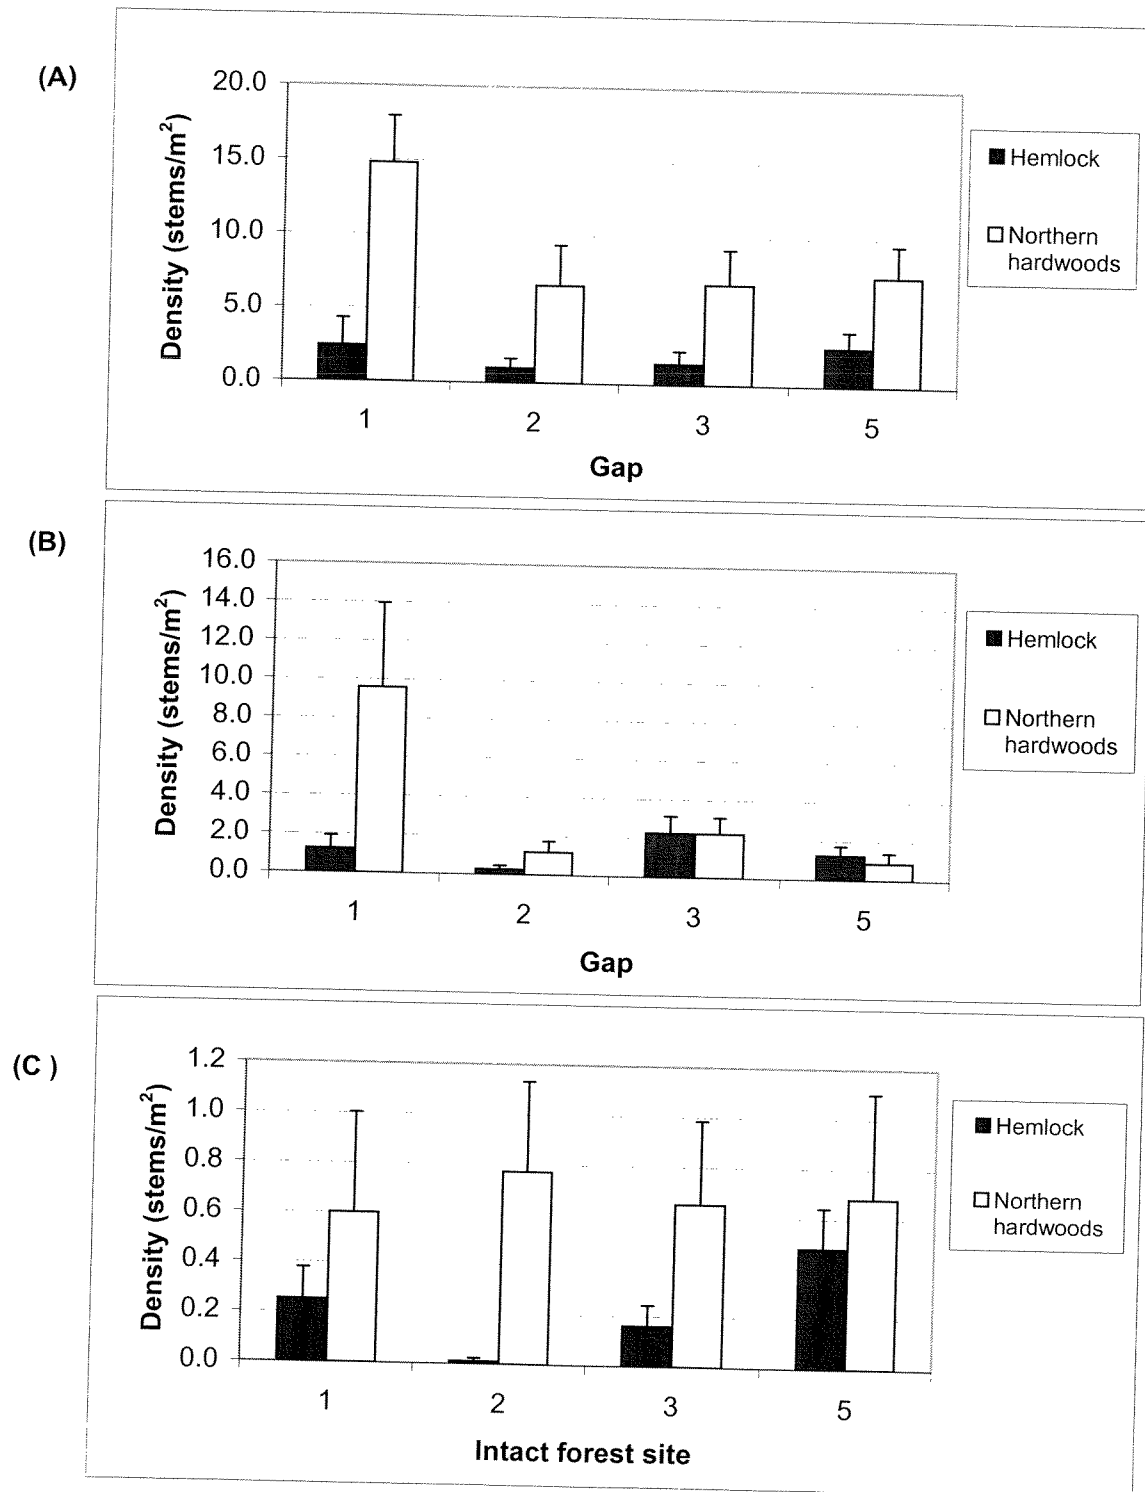 (A)
Density (stems/m²)
20.0
15.0
10.0
5.0
0.0
1 2 3 5
Gap
Hemlock
Northern
hardwoods
(B)
Density (stems/m²)
16.0
14.0
12.0
10.0
8.0
6.0
4.0
2.0
0.0
1 2 3 5
Gap
Hemlock
Northern
hardwoods
(C )
Density (stems/m²)
1.2
1.0
0.8
0.6
0.4
0.2
0.0
1 2 3 5
Intact forest site
Hemlock
Northern
hardwoods